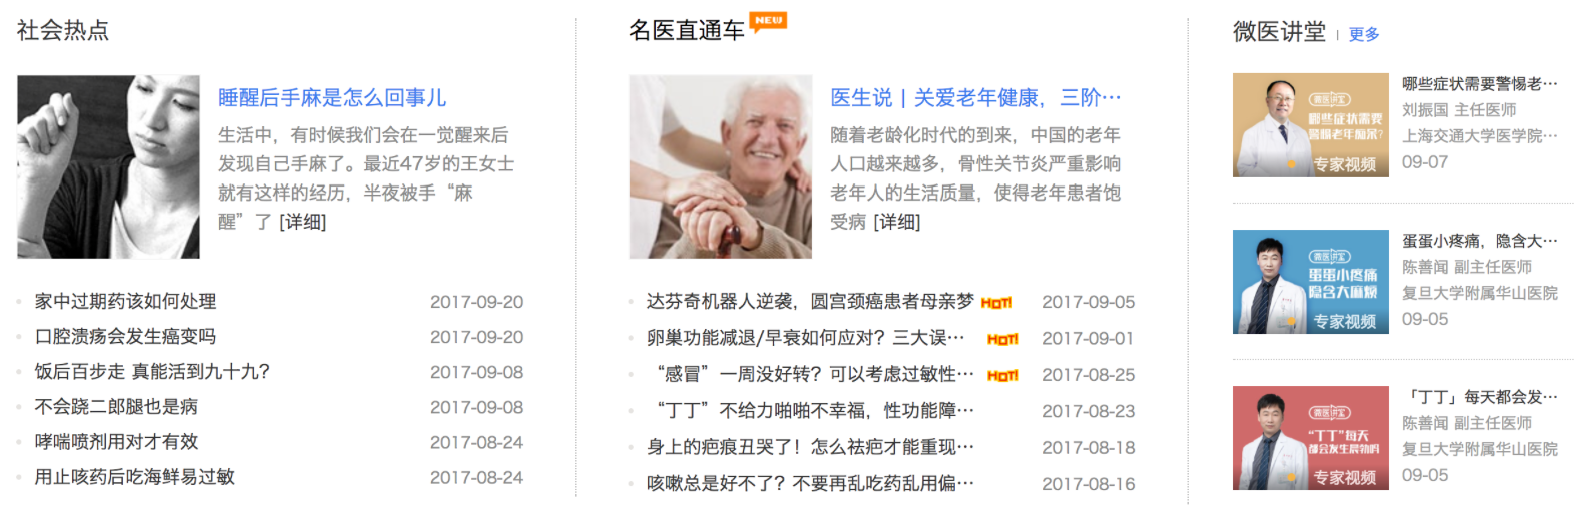 社会热点
睡醒后手麻是怎么回事儿
生活中，有时候我们会在一觉醒来后
发现自己手麻了。最近47岁的王女士
就有这样的经历，半夜被手“麻
醒”了 [详细]
家中过期药该如何处理 2017-09-20
口腔溃疡会发生癌变吗 2017-09-20
饭后百步走 真能活到九十九? 2017-09-08
不会跷二郎腿也是病 2017-09-08
哮喘喷剂用对才有效 2017-08-24
用止咳药后吃海鲜易过敏 2017-08-24
名医直通车 NEW
医生说 | 关爱老年健康，三阶…
随着老龄化时代的到来，中国的老年
人口越来越多，骨性关节炎严重影响
老年人的生活质量，使得老年患者饱
受病 [详细]
达芬奇机器人逆袭，圆宫颈癌患者母亲梦 HOT! 2017-09-05
卵巢功能减退/早衰如何应对？三大误… HOT! 2017-09-01
“感冒”一周没好转？可以考虑过敏性… HOT! 2017-08-25
“丁丁”不给力啪啪不幸福，性功能障… 2017-08-23
身上的疤痕丑哭了！怎么祛疤才能重现… 2017-08-18
咳嗽总是好不了？不要再乱吃药乱用偏… 2017-08-16
微医讲堂 | 更多
微医讲堂
哪些症状需要
警惕老年痴呆?
专家视频
哪些症状需要警惕老…
刘振国 主任医师
上海交通大学医学院…
09-07
微医讲堂
蛋蛋小疼痛
隐含大麻烦
专家视频
蛋蛋小疼痛，隐含大…
陈善闻 副主任医师
复旦大学附属华山医院
09-05
微医讲堂
“丁丁”每天
都会发生晨勃吗
专家视频
「丁丁」每天都会发…
陈善闻 副主任医师
复旦大学附属华山医院
09-05